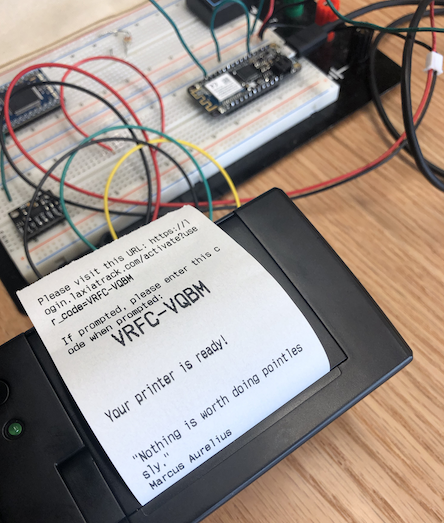 Please visit this URL: https://l
ogin.laxiatrack.com/activate?use
r_code=VRFC-VQBM
If prompted, please enter this c
ode when prompted:
VRFC-VQBM
Your printer is ready!
"Nothing is worth doing pointles
sly."
Marcus Aurelius